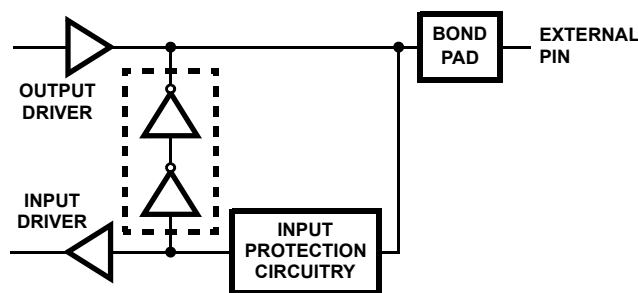 OUTPUT
DRIVER
BOND
PAD
EXTERNAL
PIN
INPUT
DRIVER
INPUT
PROTECTION
CIRCUITRY